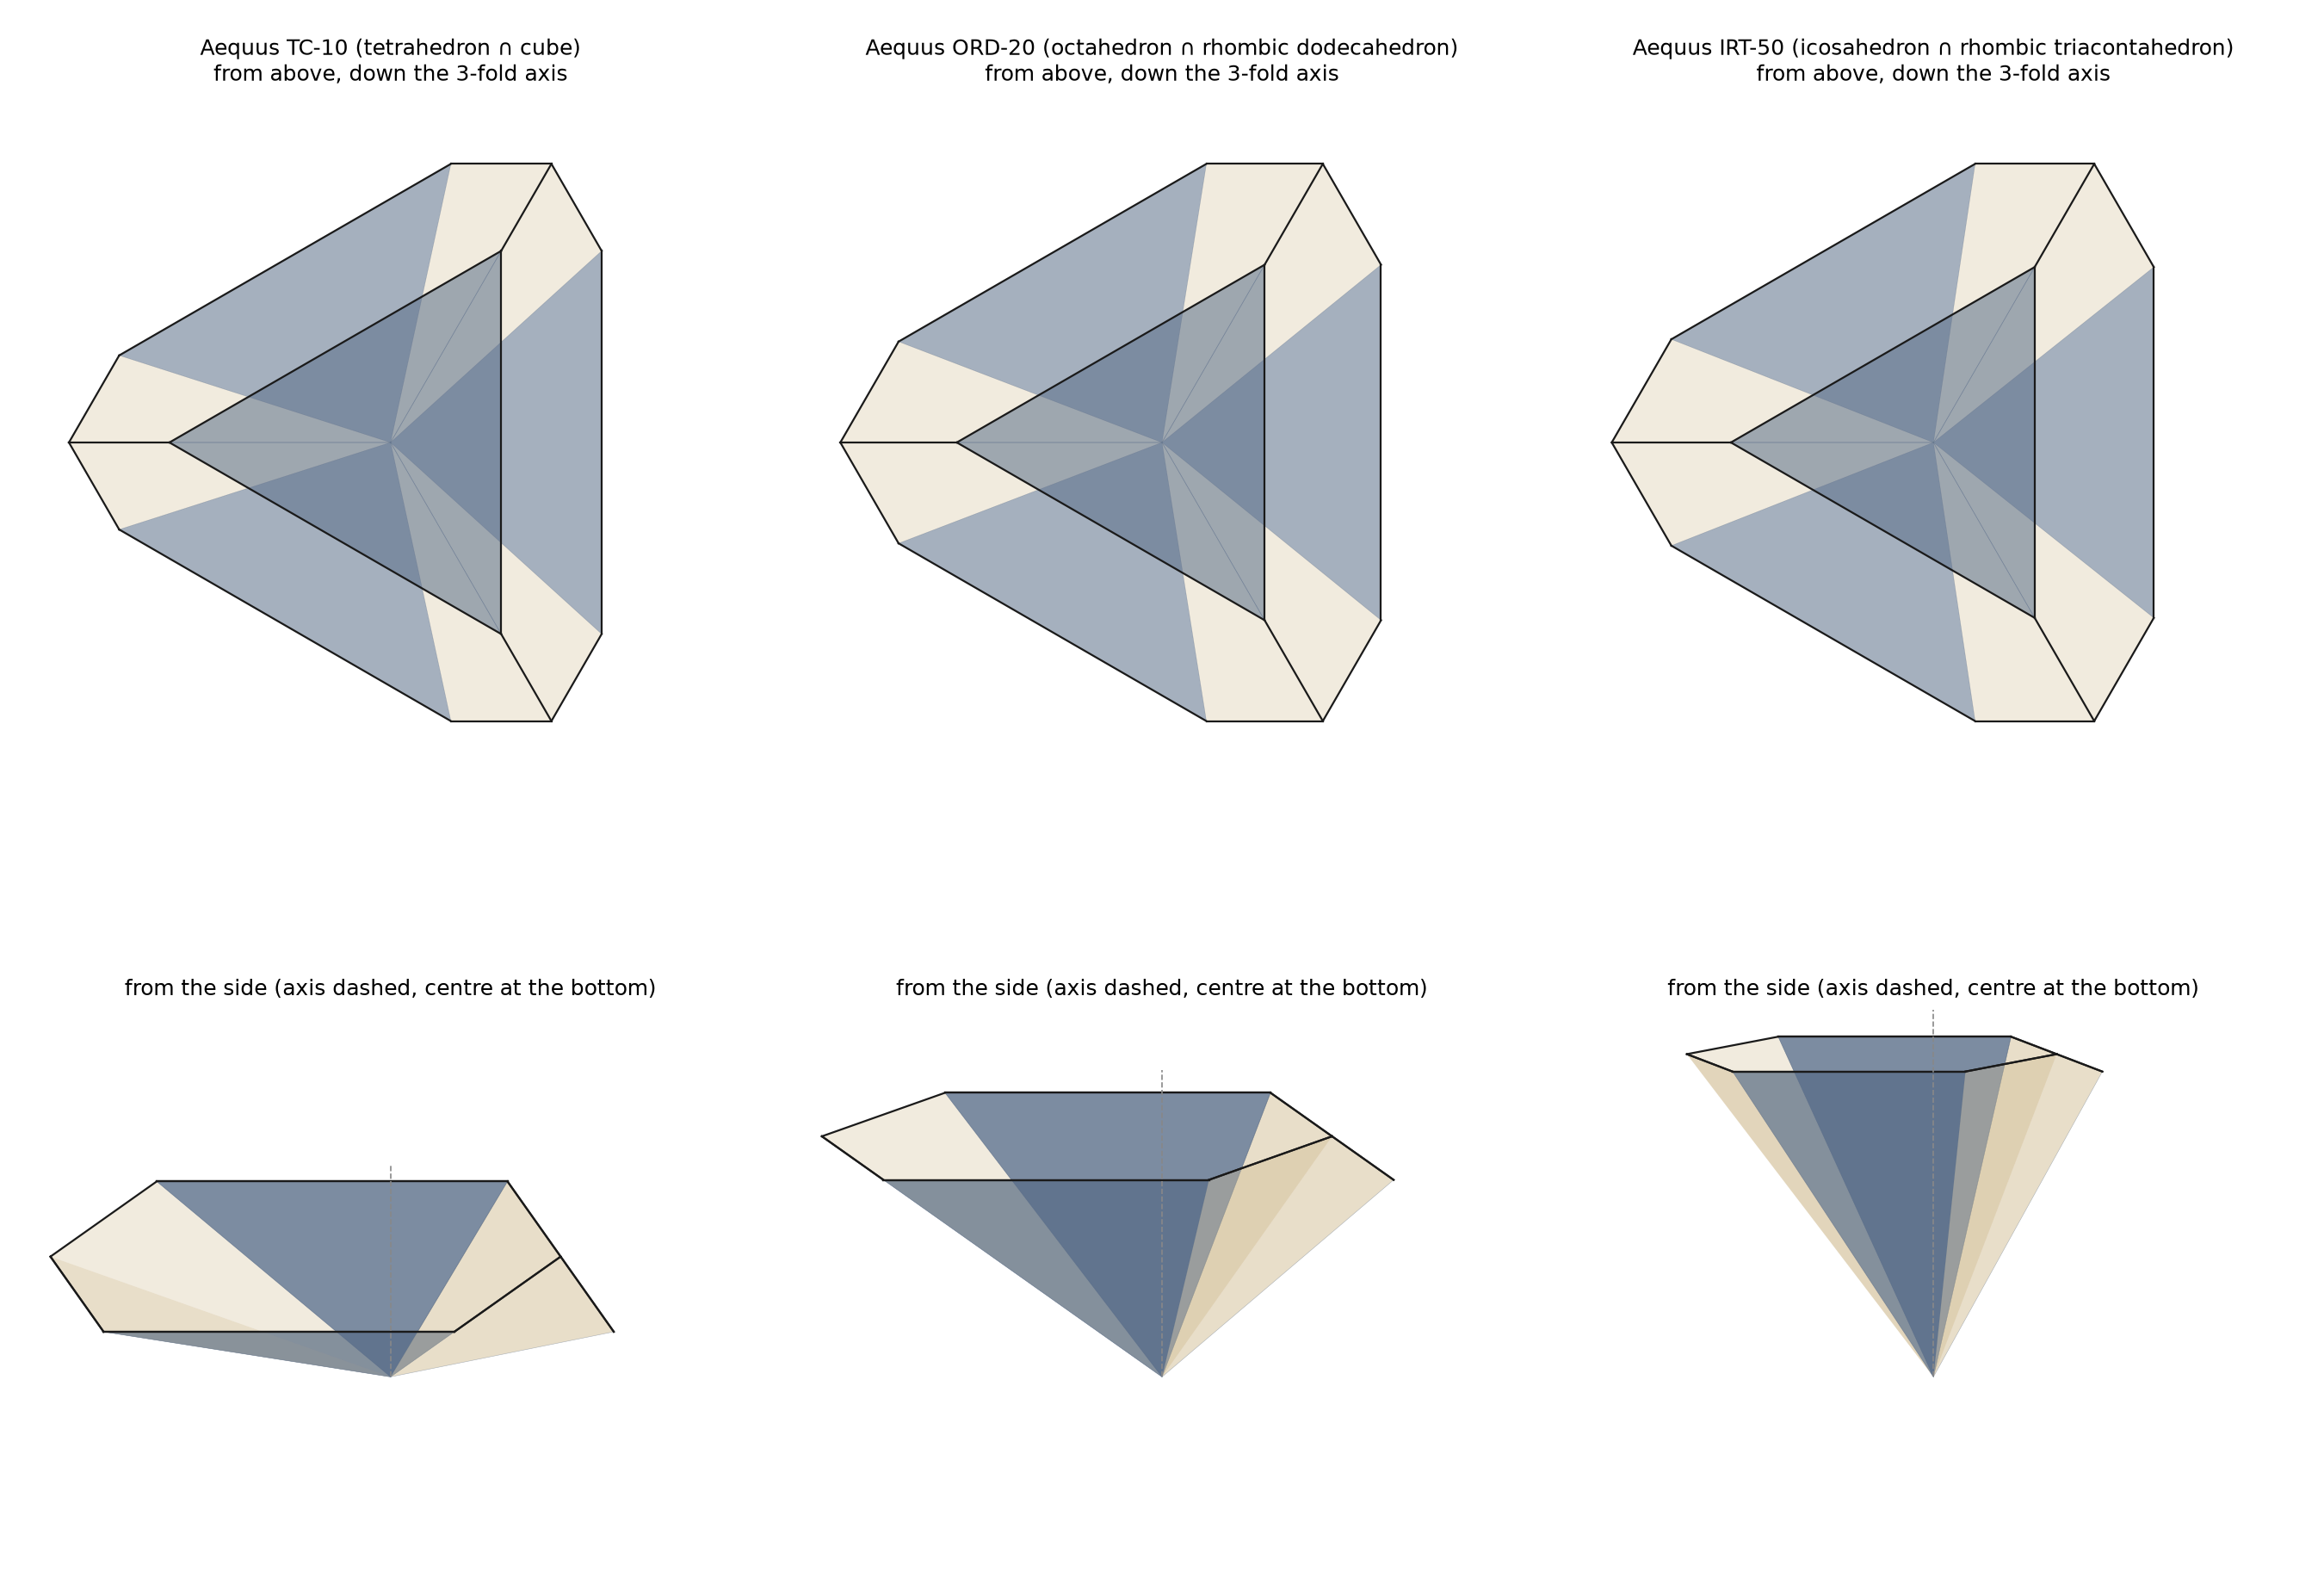 Aequus TC-10 (tetrahedron ∩ cube)
from above, down the 3-fold axis
Aequus ORD-20 (octahedron ∩ rhombic dodecahedron)
from above, down the 3-fold axis
Aequus IRT-50 (icosahedron ∩ rhombic triacontahedron)
from above, down the 3-fold axis
from the side (axis dashed, centre at the bottom)
from the side (axis dashed, centre at the bottom)
from the side (axis dashed, centre at the bottom)